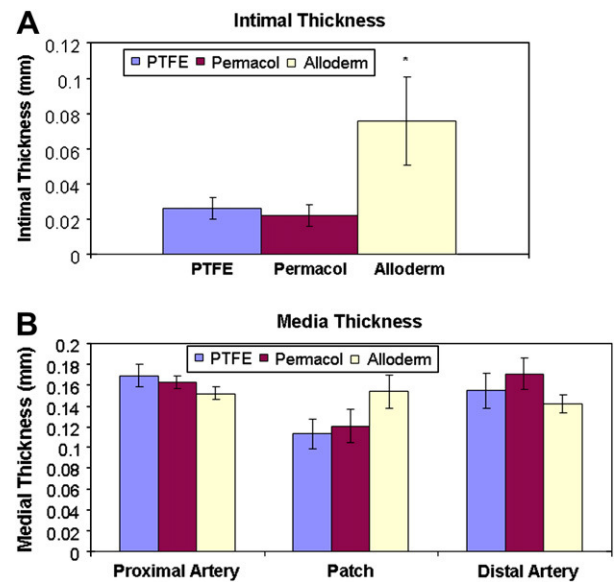 A
Intimal Thickness
Intimal Thickness (mm)
0.12
0.1
0.08
0.06
0.04
0.02
0
PTFE Permacol Alloderm
*
PTFE Permacol Alloderm
B
Media Thickness
Medial Thickness (mm)
0.2
0.18
0.16
0.14
0.12
0.1
0.08
0.06
0.04
0.02
0
PTFE Permacol Alloderm
Proximal Artery Patch Distal Artery